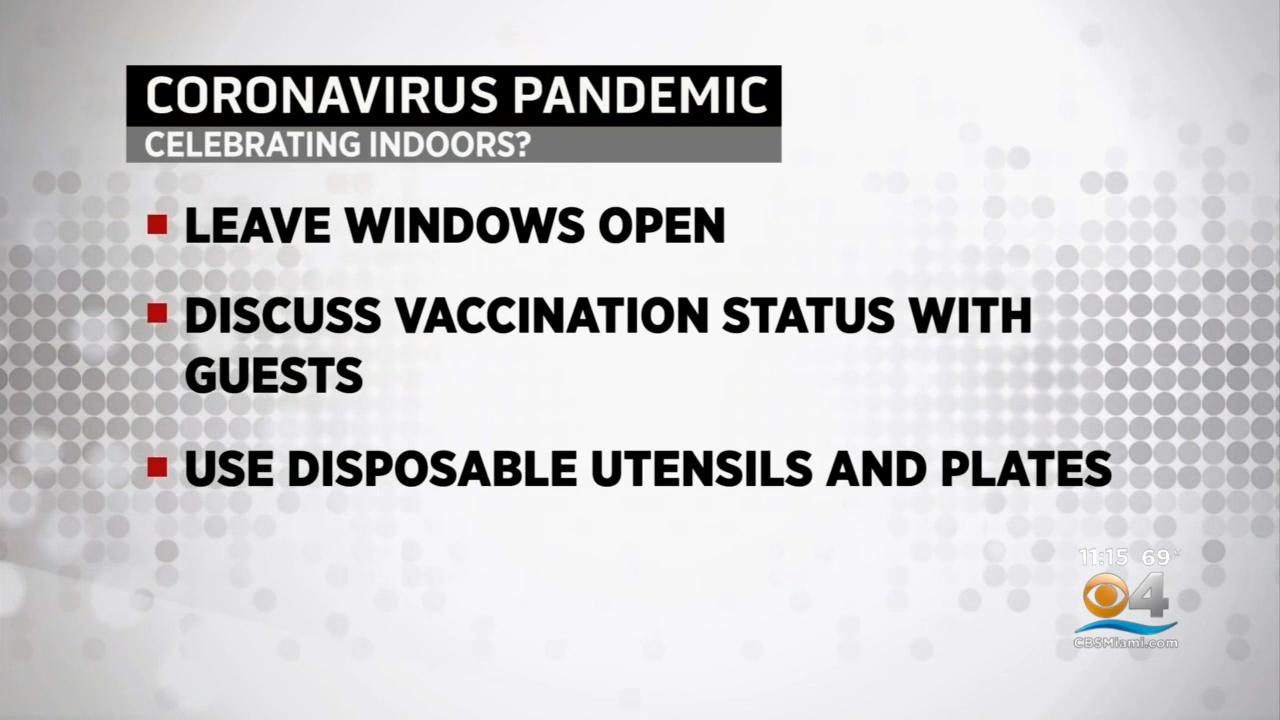 CORONAVIRUS PANDEMIC
CELEBRATING INDOORS?
LEAVE WINDOWS OPEN
DISCUSS VACCINATION STATUS WITH
GUESTS
USE DISPOSABLE UTENSILS AND PLATES
11:15 69°
4
CBSMiami.com